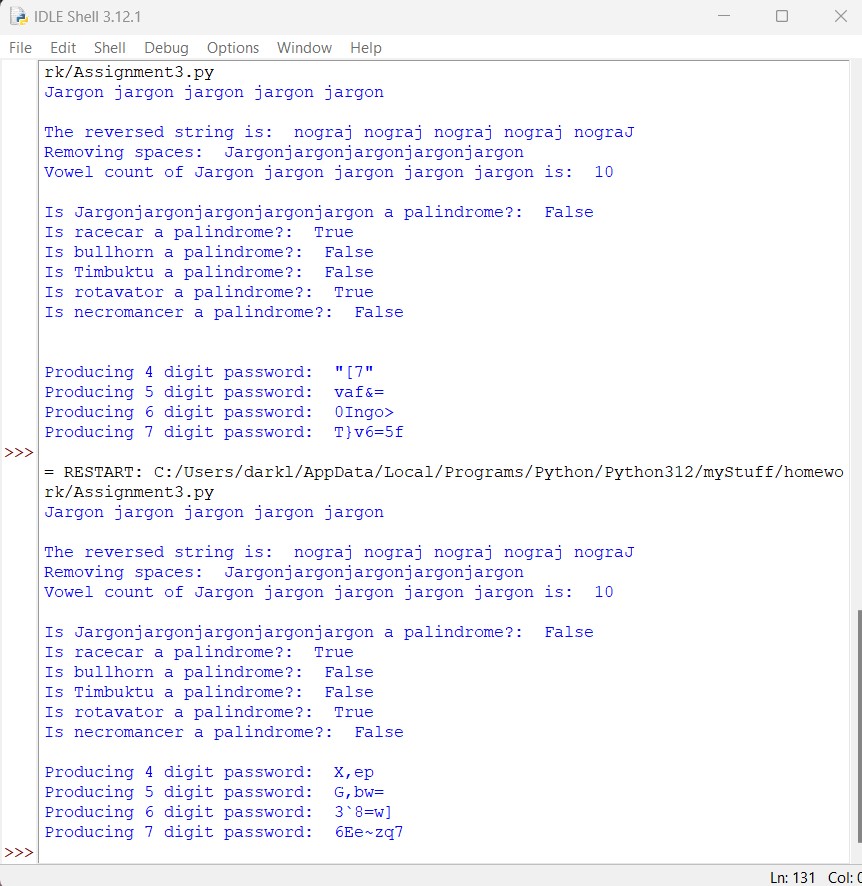 IDLE Shell 3.12.1
File Edit Shell Debug Options Window Help
rk/Assignment3.py
Jargon jargon jargon jargon jargon
The reversed string is:  nograj nograj nograj nograj nograJ
Removing spaces:  Jargonjargonjargonjargonjargon
Vowel count of Jargon jargon jargon jargon jargon is:  10
Is Jargonjargonjargonjargonjargon a palindrome?:  False
Is racecar a palindrome?:  True
Is bullhorn a palindrome?:  False
Is Timbuktu a palindrome?:  False
Is rotavator a palindrome?:  True
Is necromancer a palindrome?:  False
Producing 4 digit password:  "[7"
Producing 5 digit password:  vaf&=
Producing 6 digit password:  0Ingo>
Producing 7 digit password:  T}v6=5f
>>>
= RESTART: C:/Users/darkl/AppData/Local/Programs/Python/Python312/myStuff/homewo
rk/Assignment3.py
Jargon jargon jargon jargon jargon
The reversed string is:  nograj nograj nograj nograj nograJ
Removing spaces:  Jargonjargonjargonjargonjargon
Vowel count of Jargon jargon jargon jargon jargon is:  10
Is Jargonjargonjargonjargonjargon a palindrome?:  False
Is racecar a palindrome?:  True
Is bullhorn a palindrome?:  False
Is Timbuktu a palindrome?:  False
Is rotavator a palindrome?:  True
Is necromancer a palindrome?:  False
Producing 4 digit password:  X,ep
Producing 5 digit password:  G,bw=
Producing 6 digit password:  3`8=w]
Producing 7 digit password:  6Ee~zq7
>>>
Ln: 131 Col: 0